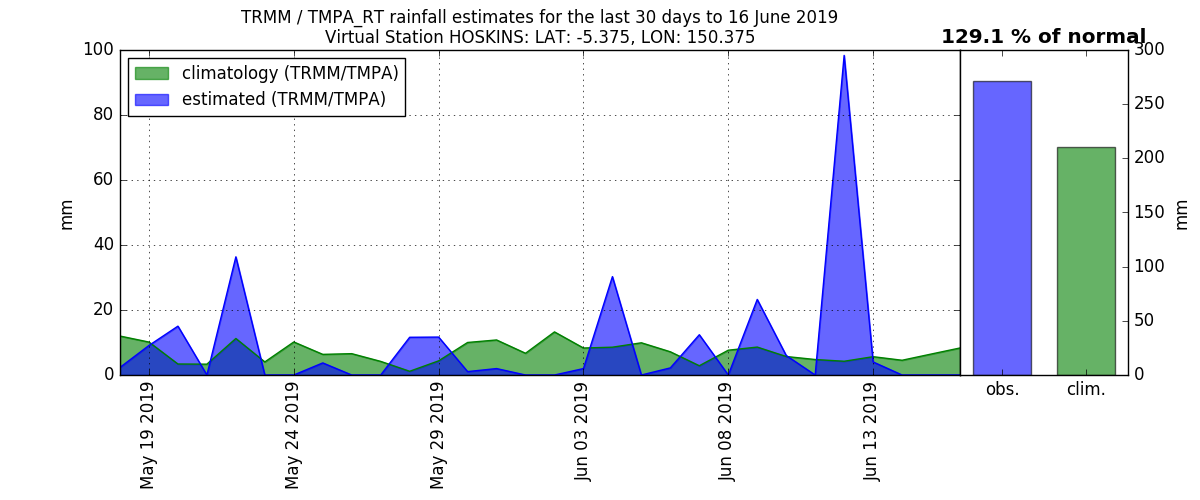 TRMM / TMPA_RT rainfall estimates for the last 30 days to 16 June 2019
Virtual Station HOSKINS: LAT: -5.375, LON: 150.375
129.1 % of normal
climatology (TRMM/TMPA)
estimated (TRMM/TMPA)
100
80
60
40
20
0
mm
May 19 2019
May 24 2019
May 29 2019
Jun 03 2019
Jun 08 2019
Jun 13 2019
300
250
200
150
100
50
0
mm
obs.
clim.